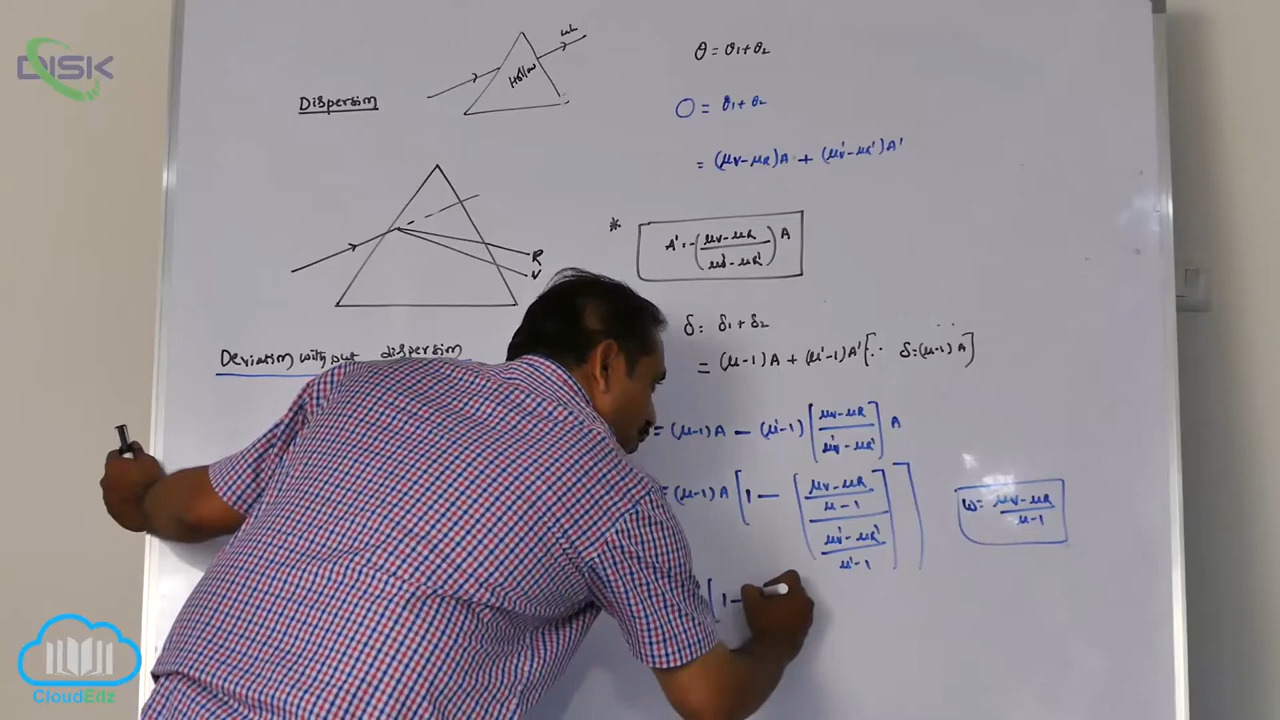 DISK
Dispersion
Hollow
R
V
Deviation without dispersion
θ = θ1 + θ2
O = θ1 + θ2
= (μv - μR)A + (μv' - μR')A'
* A' = -((μv - μR)/(μv' - μR')) A
δ = δ1 + δ2
= (μ-1)A + (μ'-1)A' [∵ δ = (μ-1)A]
= (μ-1)A - (μ'-1) [(μv - μR)/(μv' - μR')] A
= (μ-1)A [1 - [((μv - μR)/(μ-1))/((μv' - μR')/(μ'-1))]]
ω = (μv - μR)/(μ-1)
[1 -
CloudEdz